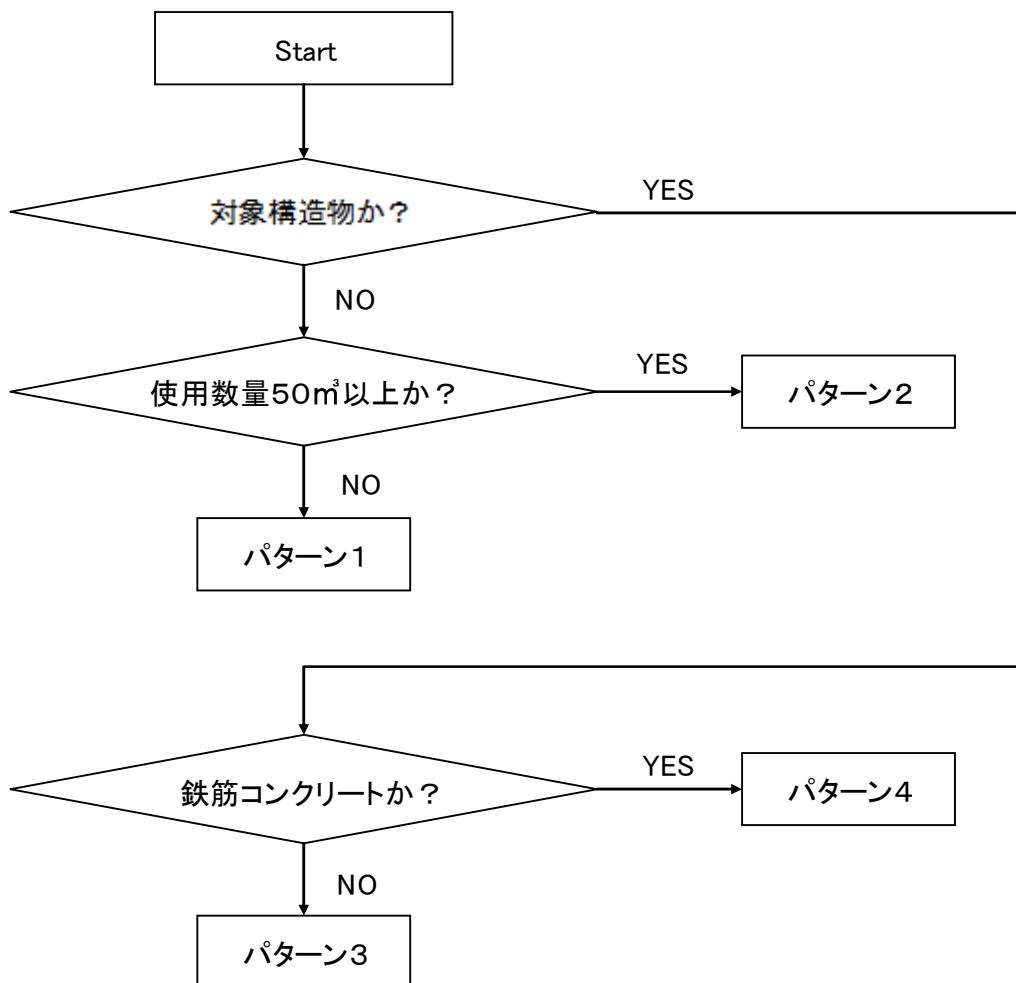 Start
対象構造物か？
YES
NO
使用数量50㎥以上か？
YES
パターン2
NO
パターン1
鉄筋コンクリートか？
YES
パターン4
NO
パターン3